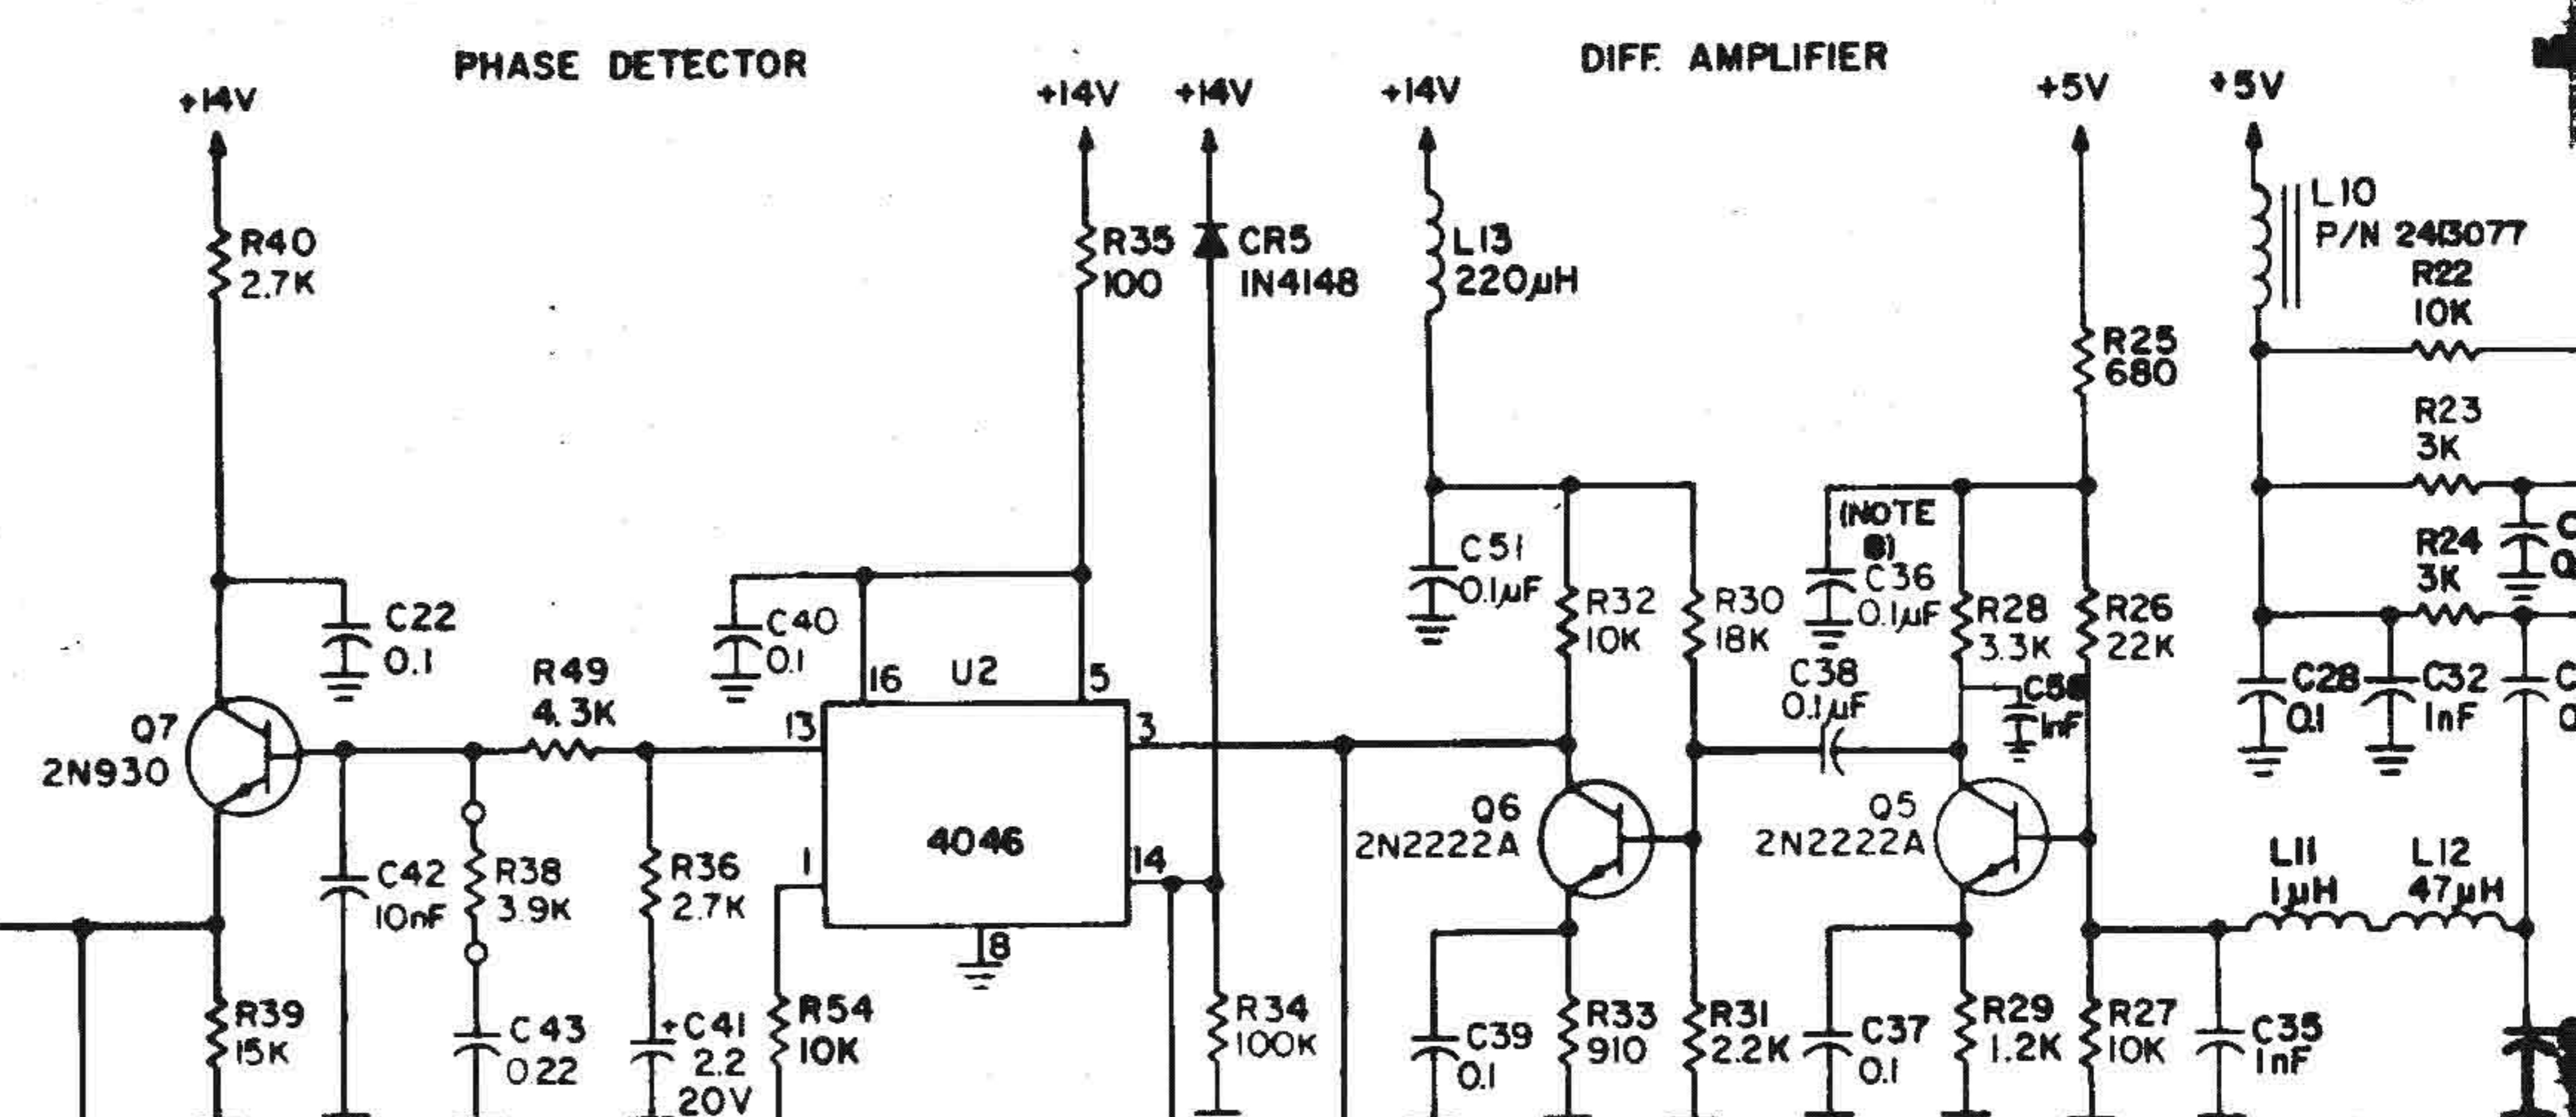 PHASE DETECTOR
DIFF. AMPLIFIER
+14V
+14V
+14V
+14V
+5V
+5V
R40
2.7K
R35
100
CR5
1N4148
L13
220µH
L10
P/N 2413077
R22
10K
R25
680
R23
3K
R24
3K
C22
0.1
C40
0.1
C51
0.1µF
R32
10K
R30
18K
(NOTE
C36
0.1µF
R28
3.3K
R26
22K
C38
0.1µF
1nF
C28
0.1
C32
1nF
Q7
2N930
R49
4.3K
13
16
U2
5
3
1
14
8
4046
Q6
2N2222A
Q5
2N2222A
L11
1µH
L12
47µH
C42
10nF
R38
3.9K
R36
2.7K
R39
15K
C43
0.22
+C41
2.2
20V
R54
10K
R34
100K
C39
0.1
R33
910
R31
2.2K
C37
0.1
R29
1.2K
R27
10K
C35
1nF